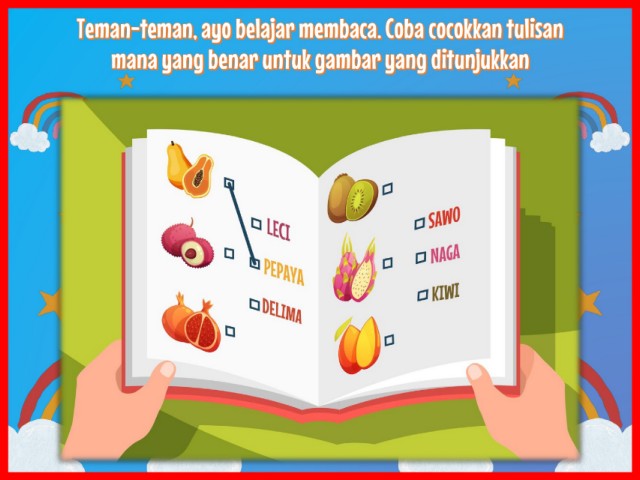 Teman-teman, ayo belajar membaca. Coba cocokkan tulisan
mana yang benar untuk gambar yang ditunjukkan
LECI
PEPAYA
DELIMA
SAWO
NAGA
KIWI